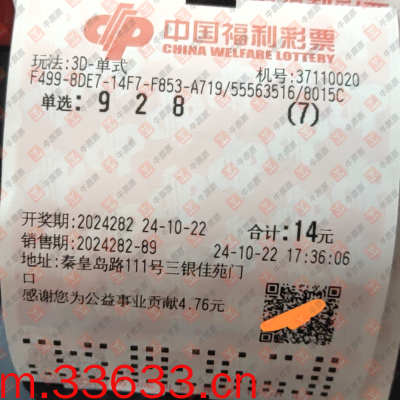 中国福利彩票
CHINA WELFARE LOTTERY
玩法:3D-单式 机号:37110020
F499-8DE7-14F7-F853-A719/55563516/8015C
单选: 9 2 8 (7)
开奖期:2024282 24-10-22 合计:14元
销售期:2024282-89 24-10-22 17:36:06
地址:秦皇岛路111号三银佳苑门
口
感谢您为公益事业贡献4.76元
m.33633.cn